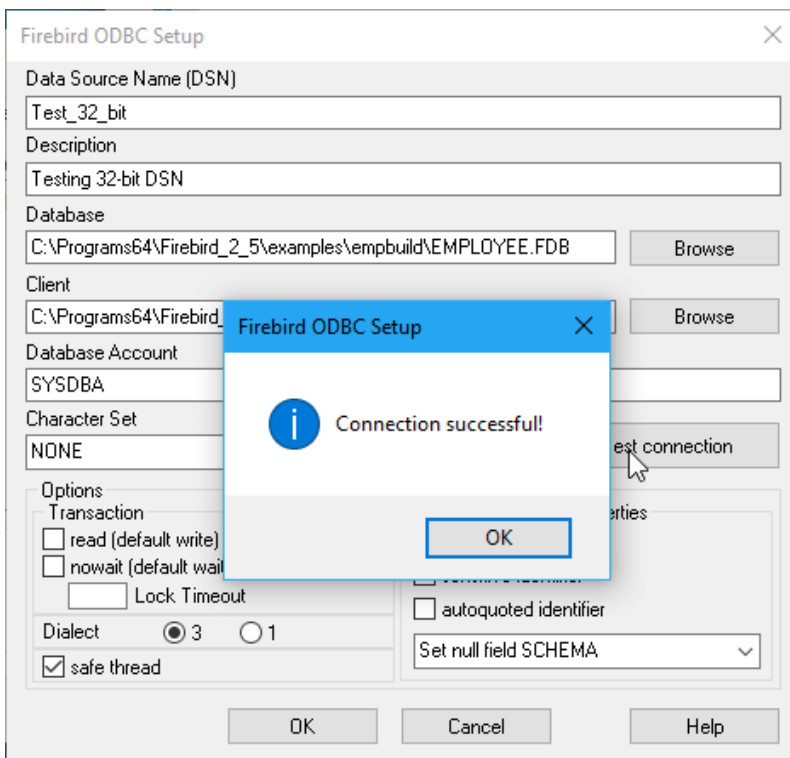 Firebird ODBC Setup
Data Source Name (DSN)
Test_32_bit
Description
Testing 32-bit DSN
Database
C:\Programs64\Firebird_2_5\examples\empbuild\EMPLOYEE.FDB
Browse
Client
C:\Programs64\Firebird_
Browse
Firebird ODBC Setup
Connection successful!
OK
Database Account
SYSDBA
Character Set
NONE
est connection
Options
Transaction
read (default write)
nowait (default wait
Lock Timeout
Dialect 3 1
safe thread
erties
autoquoted identifier
Set null field SCHEMA
OK Cancel Help